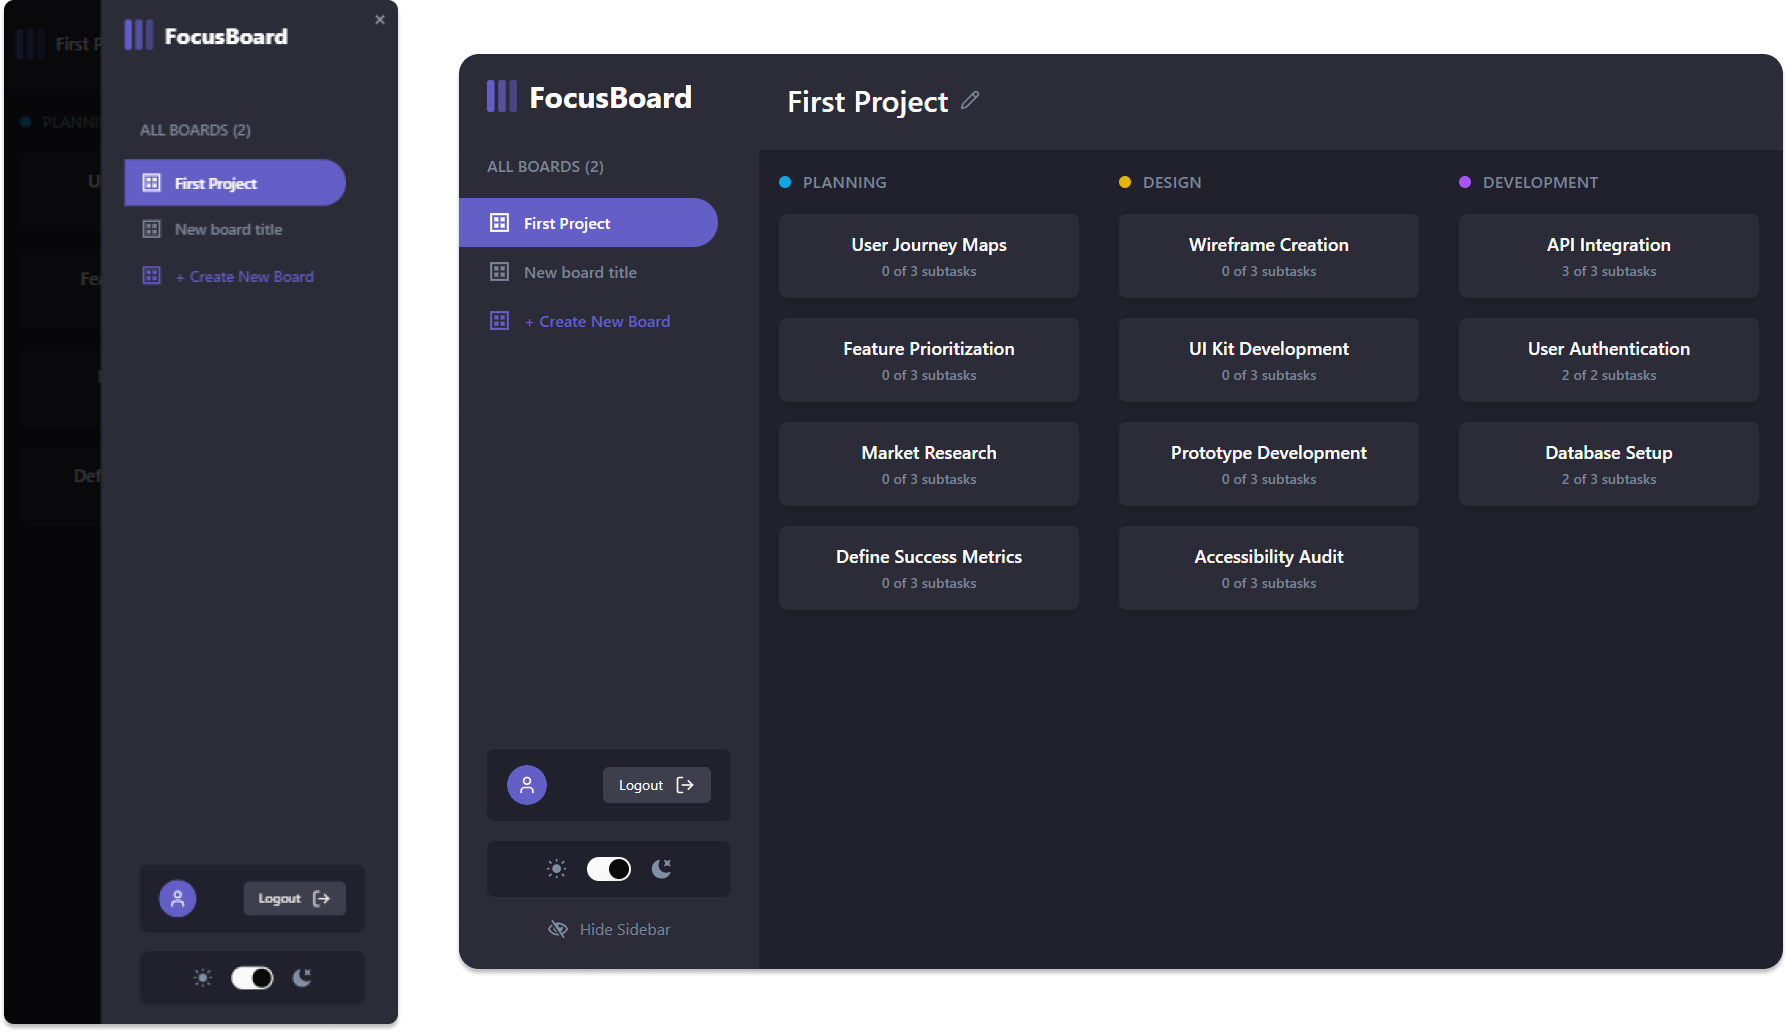 First P
PLANNI
U
Fea
Def
×
FocusBoard
ALL BOARDS (2)
First Project
New board title
+ Create New Board
Logout
FocusBoard
ALL BOARDS (2)
First Project
New board title
+ Create New Board
Logout
Hide Sidebar
First Project
PLANNING
User Journey Maps
0 of 3 subtasks
Feature Prioritization
0 of 3 subtasks
Market Research
0 of 3 subtasks
Define Success Metrics
0 of 3 subtasks
DESIGN
Wireframe Creation
0 of 3 subtasks
UI Kit Development
0 of 3 subtasks
Prototype Development
0 of 3 subtasks
Accessibility Audit
0 of 3 subtasks
DEVELOPMENT
API Integration
3 of 3 subtasks
User Authentication
2 of 2 subtasks
Database Setup
2 of 3 subtasks